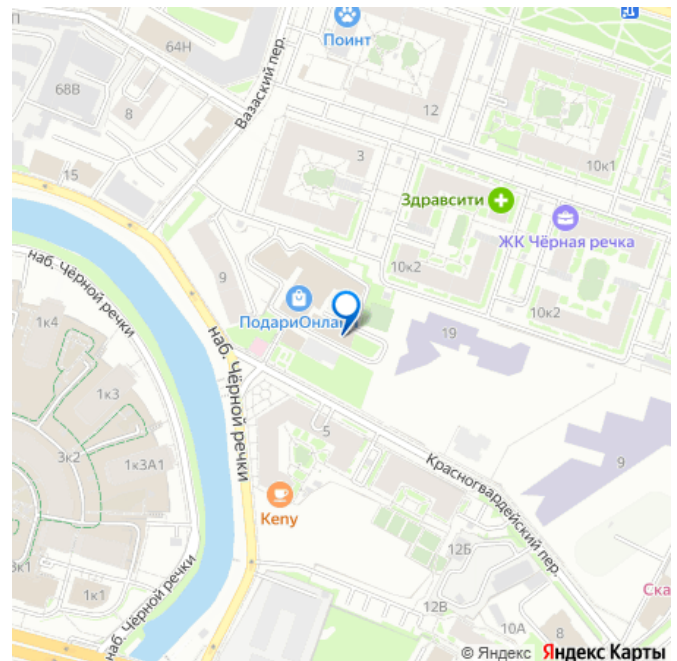 64Н
Поинт
68В
8
Вазаский пер.
12
3
10к1
15
Здравсити
ЖК Чёрная речка
наб. Чёрной речки
9
10к2
10к2
1к4
ПодариОнлайн
19
наб. Чёрной речки
1к3
3к2
1к3А1
5
Красногвардейский пер.
9
Keny
12Б
3к1
1к1
наб. Чёрной речки
12В
10А
8
Ска
© Яндекс Яндекс Карты